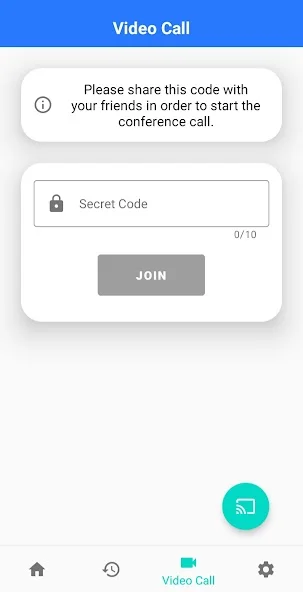 Video Call
Please share this code with
your friends in order to start the
conference call.
Secret Code
0/10
JOIN
Video Call